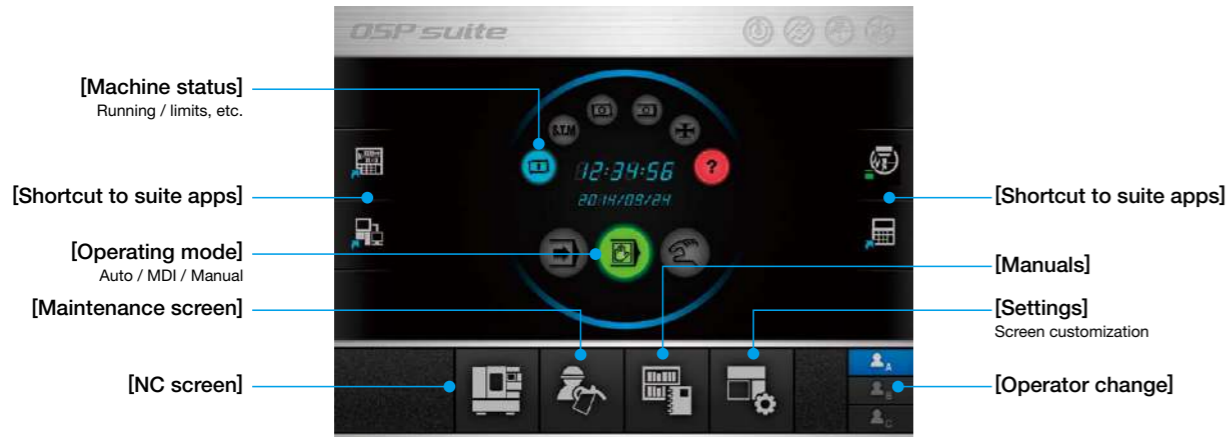 OSP suite
[Machine status]
Running / limits, etc.
S.T.M
?
12:34:56
2014/09/24
[Shortcut to suite apps]
[Shortcut to suite apps]
[Operating mode]
Auto / MDI / Manual
[Manuals]
[Maintenance screen]
[Settings]
Screen customization
[NC screen]
A
B
C
[Operator change]